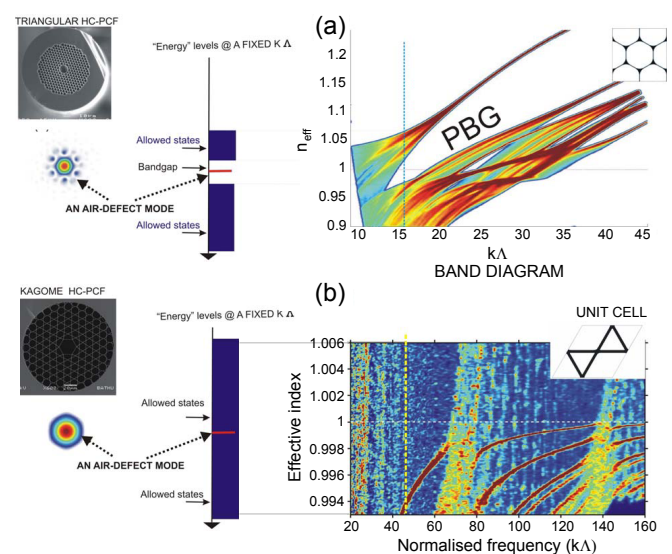 TRIANGULAR HC-PCF
"Energy" levels @ A FIXED K Λ
Allowed states
Bandgap
AN AIR-DEFECT MODE
Allowed states
(a)
n eff
1.2
1.15
1.1
1.05
1
0.95
0.9
PBG
10 15 20 25 30 35 40 45
kΛ
BAND DIAGRAM
KAGOME HC-PCF
"Energy" levels @ A FIXED K Λ
Allowed states
AN AIR-DEFECT MODE
Allowed states
(b)
UNIT CELL
Effective index
1.006
1.004
1.002
1
0.998
0.996
0.994
20 40 60 80 100 120 140 160
Normalised frequency (kΛ)